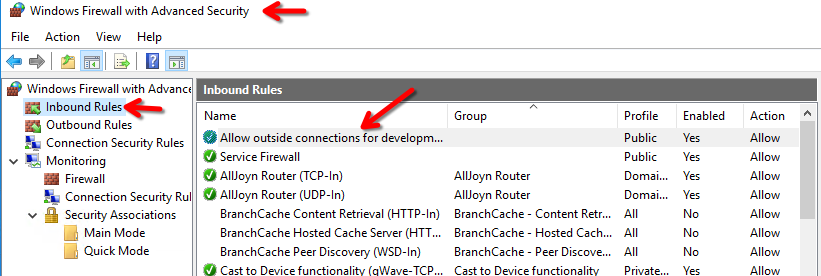 Windows Firewall with Advanced Security
File Action View Help
Windows Firewall with Advance
Inbound Rules
Outbound Rules
Connection Security Rules
Monitoring
Firewall
Connection Security Rul
Security Associations
Main Mode
Quick Mode
Inbound Rules
Name Group Profile Enabled Action
Allow outside connections for developm... Public Yes Allow
Service Firewall Public Yes Allow
AllJoyn Router (TCP-In) AllJoyn Router Domai... Yes Allow
AllJoyn Router (UDP-In) AllJoyn Router Domai... Yes Allow
BranchCache Content Retrieval (HTTP-In) BranchCache - Content Retr... All No Allow
BranchCache Hosted Cache Server (HTT... BranchCache - Hosted Cach... All No Allow
BranchCache Peer Discovery (WSD-In) BranchCache - Peer Discove... All No Allow
Cast to Device functionality (qWave-TCP... Cast to Device functionality Private... Yes Allow